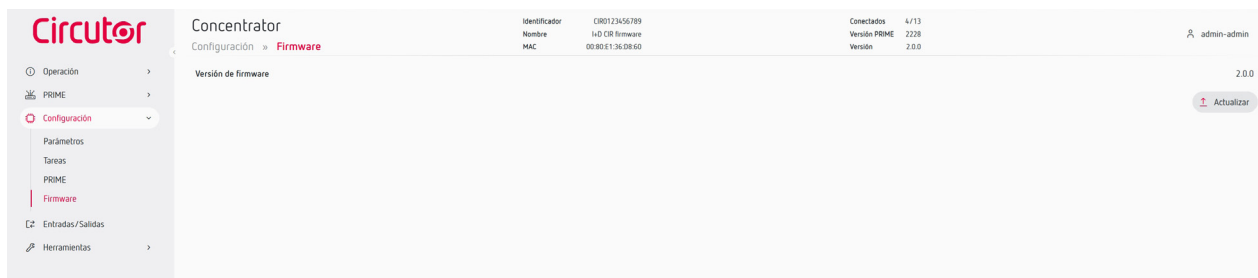 Circutor
Operación
PRIME
Configuración
Parámetros
Tareas
PRIME
Firmware
Entradas/Salidas
Herramientas
Concentrator
Configuración » Firmware
Identificador CIR0123456789
Nombre I+D CIR firmware
MAC 00:80:E1:36:D8:60
Conectados 4/13
Versión PRIME 2228
Versión 2.0.0
admin-admin
Versión de firmware 2.0.0
Actualizar